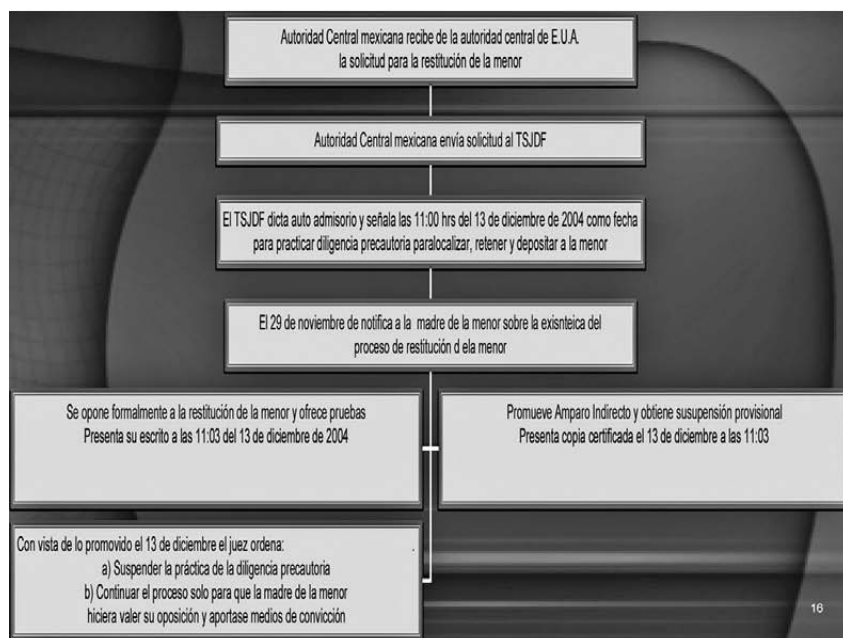 Autoridad Central mexicana recibe de la autoridad central de E.U.A.
la solicitud para la restitución de la menor
Autoridad Central mexicana envía solicitud al TSJDF
El TSJDF dicta auto admisorio y señala las 11:00 hrs del 13 de diciembre de 2004 como fecha
para practicar diligencia precautoria paralocalizar, retener y depositar a la menor
El 29 de noviembre de notifica a la madre de la menor sobre la exisnteica del
proceso de restitución d ela menor
Se opone formalmente a la restitución de la menor y ofrece pruebas
Presenta su escrito a las 11:03 del 13 de diciembre de 2004
Promueve Amparo Indirecto y obtiene susupensión provisional
Presenta copia certificada el 13 de diciembre a las 11:03
Con vista de lo promovido el 13 de diciembre el juez ordena: .
a) Suspender la práctica de la diligencia precautoria
b) Continuar el proceso solo para que la madre de la menor
hiciera valer su oposición y aportase medios de convicción
16